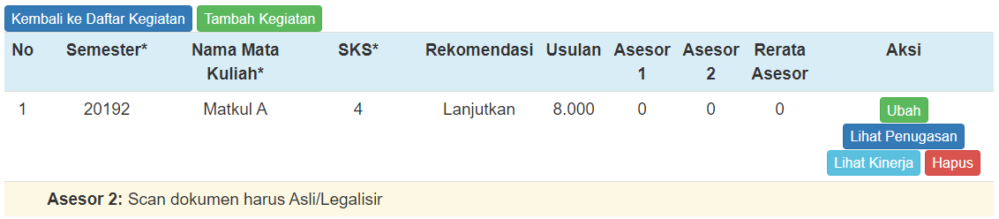 Kembali ke Daftar Kegiatan Tambah Kegiatan
No Semester* Nama Mata Kuliah* SKS* Rekomendasi Usulan Asesor 1 Asesor 2 Rerata Asesor Aksi
1 20192 Matkul A 4 Lanjutkan 8.000 0 0 0 Ubah
Lihat Penugasan
Lihat Kinerja Hapus
Asesor 2: Scan dokumen harus Asli/Legalisir